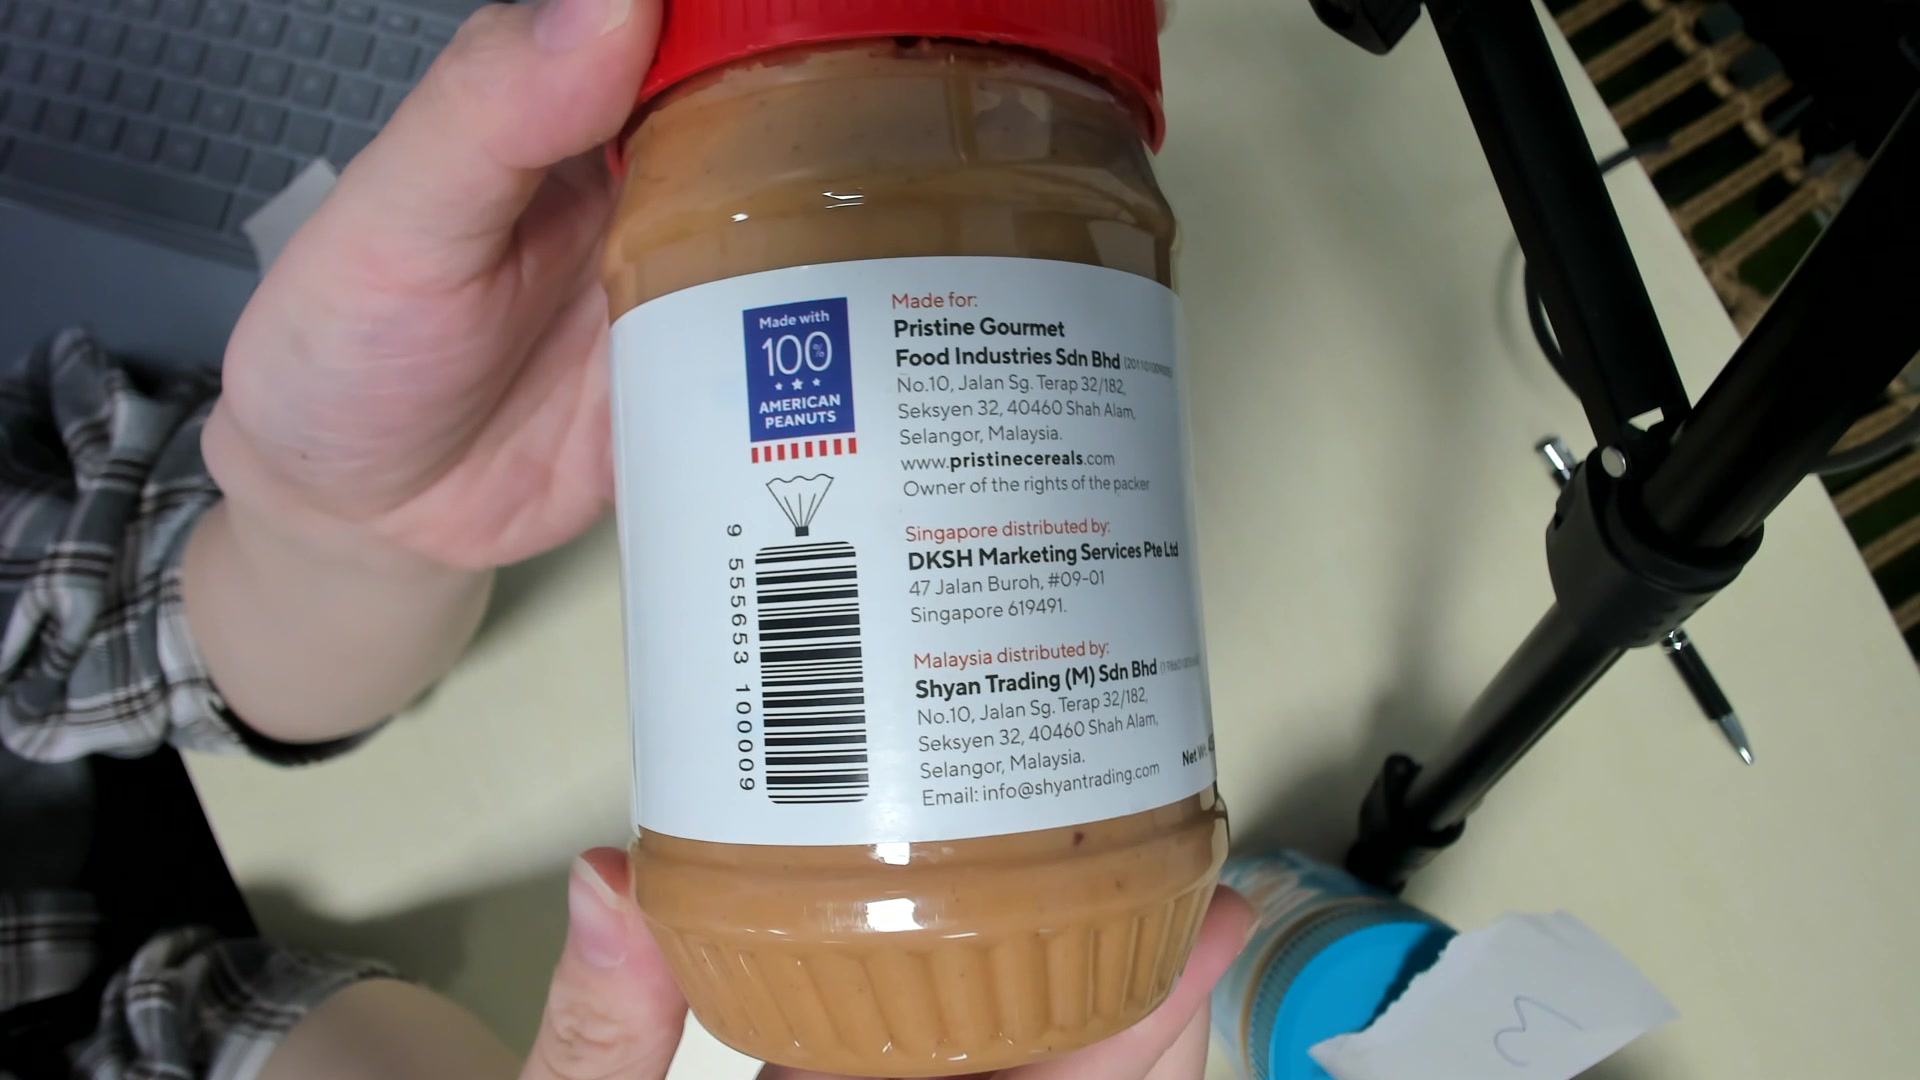 Made with
100%
AMERICAN
PEANUTS
9 555653 100009
Made for:
Pristine Gourmet
Food Industries Sdn Bhd
No.10, Jalan Sg. Terap 32/182,
Seksyen 32, 40460 Shah Alam,
Selangor, Malaysia.
www.pristinecereals.com
Owner of the rights of the packer
Singapore distributed by:
DKSH Marketing Services Pte Ltd
47 Jalan Buroh, #09-01
Singapore 619491.
Malaysia distributed by:
Shyan Trading (M) Sdn Bhd
No.10, Jalan Sg. Terap 32/182,
Seksyen 32, 40460 Shah Alam,
Selangor, Malaysia.
Email: info@shyantrading.com
Net